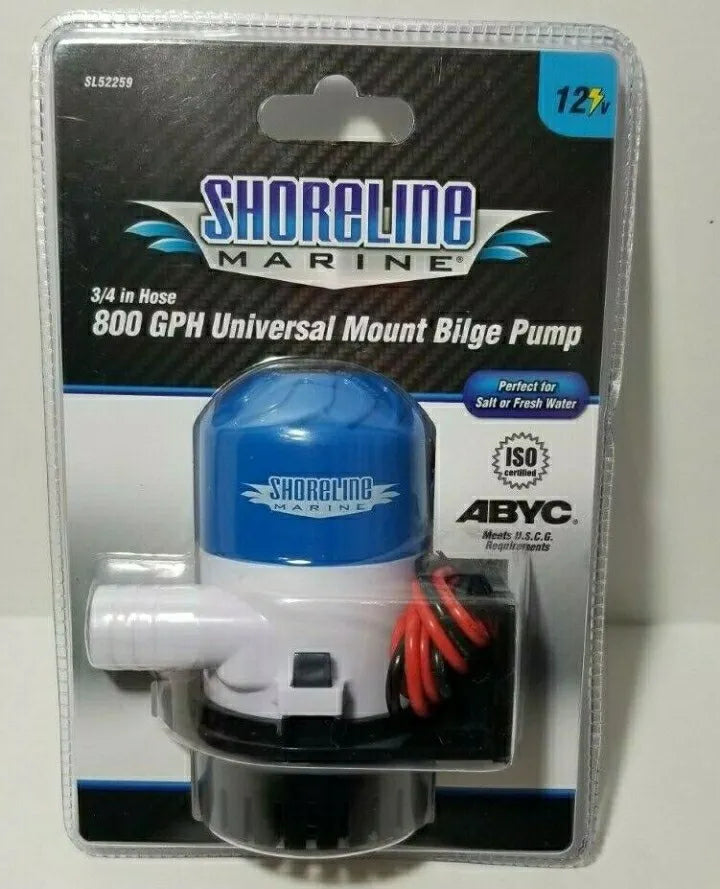 SL52259
12v
SHORELINE
MARINE®
3/4 in Hose
800 GPH Universal Mount Bilge Pump
Perfect for
Salt or Fresh Water
ISO
certified
ABYC®
Meets U.S.C.G.
Requirements
SHORELINE
MARINE